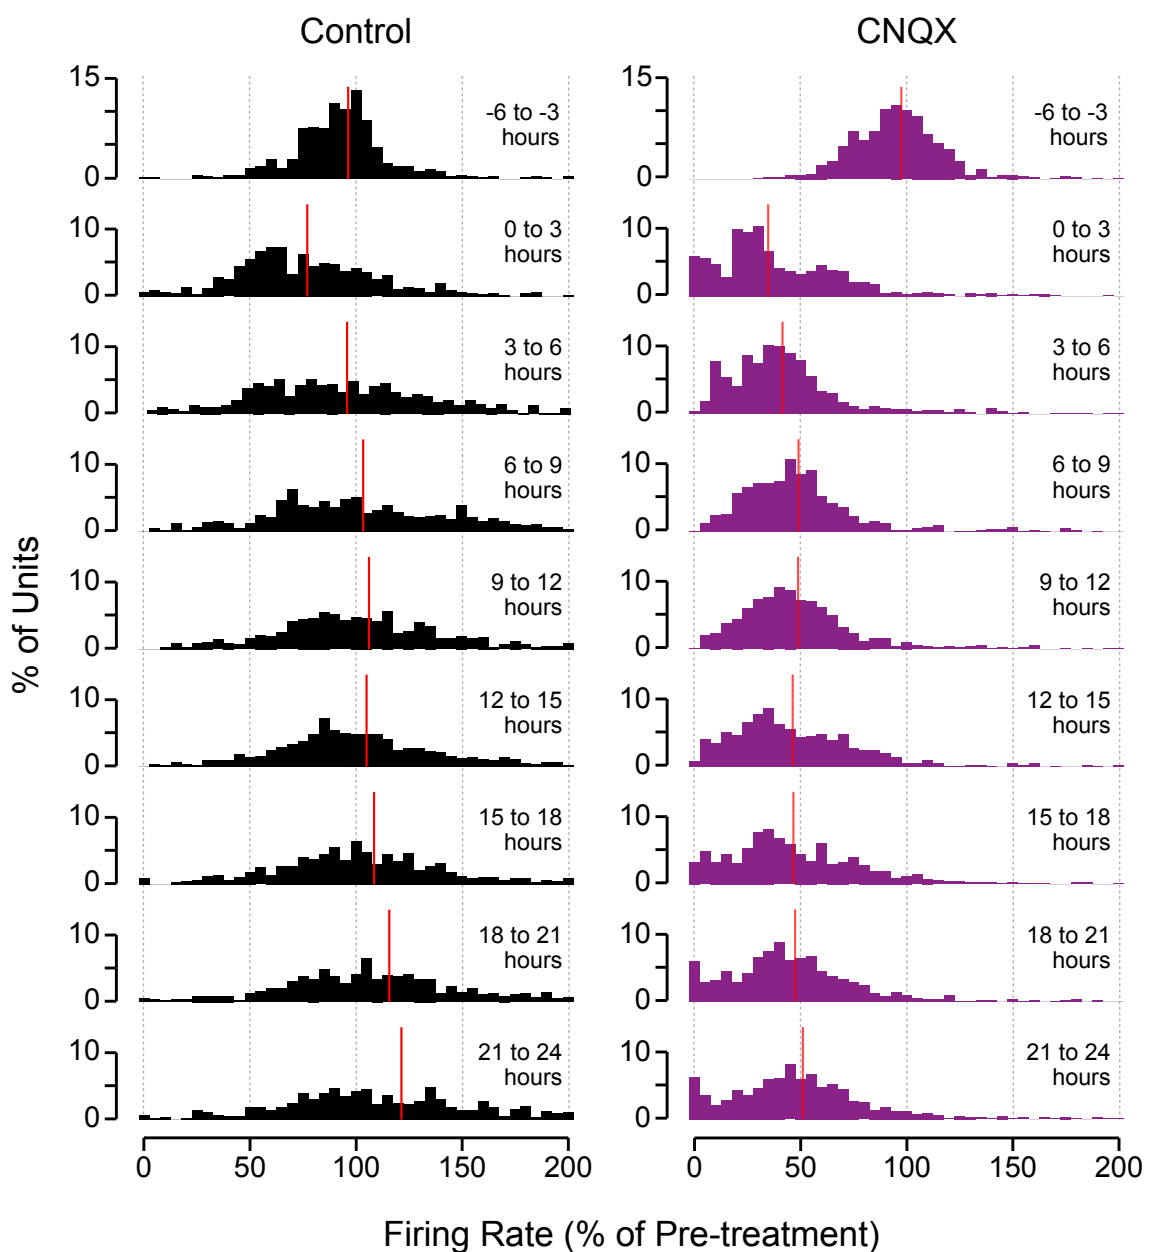 Control
CNQX
15
0
-6 to -3
hours
15
0
-6 to -3
hours
10
0
0 to 3
hours
10
0
0 to 3
hours
10
0
3 to 6
hours
10
0
3 to 6
hours
10
0
6 to 9
hours
10
0
6 to 9
hours
10
0
9 to 12
hours
10
0
9 to 12
hours
10
0
12 to 15
hours
10
0
12 to 15
hours
10
0
15 to 18
hours
10
0
15 to 18
hours
10
0
18 to 21
hours
10
0
18 to 21
hours
10
0
21 to 24
hours
10
0
21 to 24
hours
% of Units
0 50 100 150 200
0 50 100 150 200
Firing Rate (% of Pre-treatment)